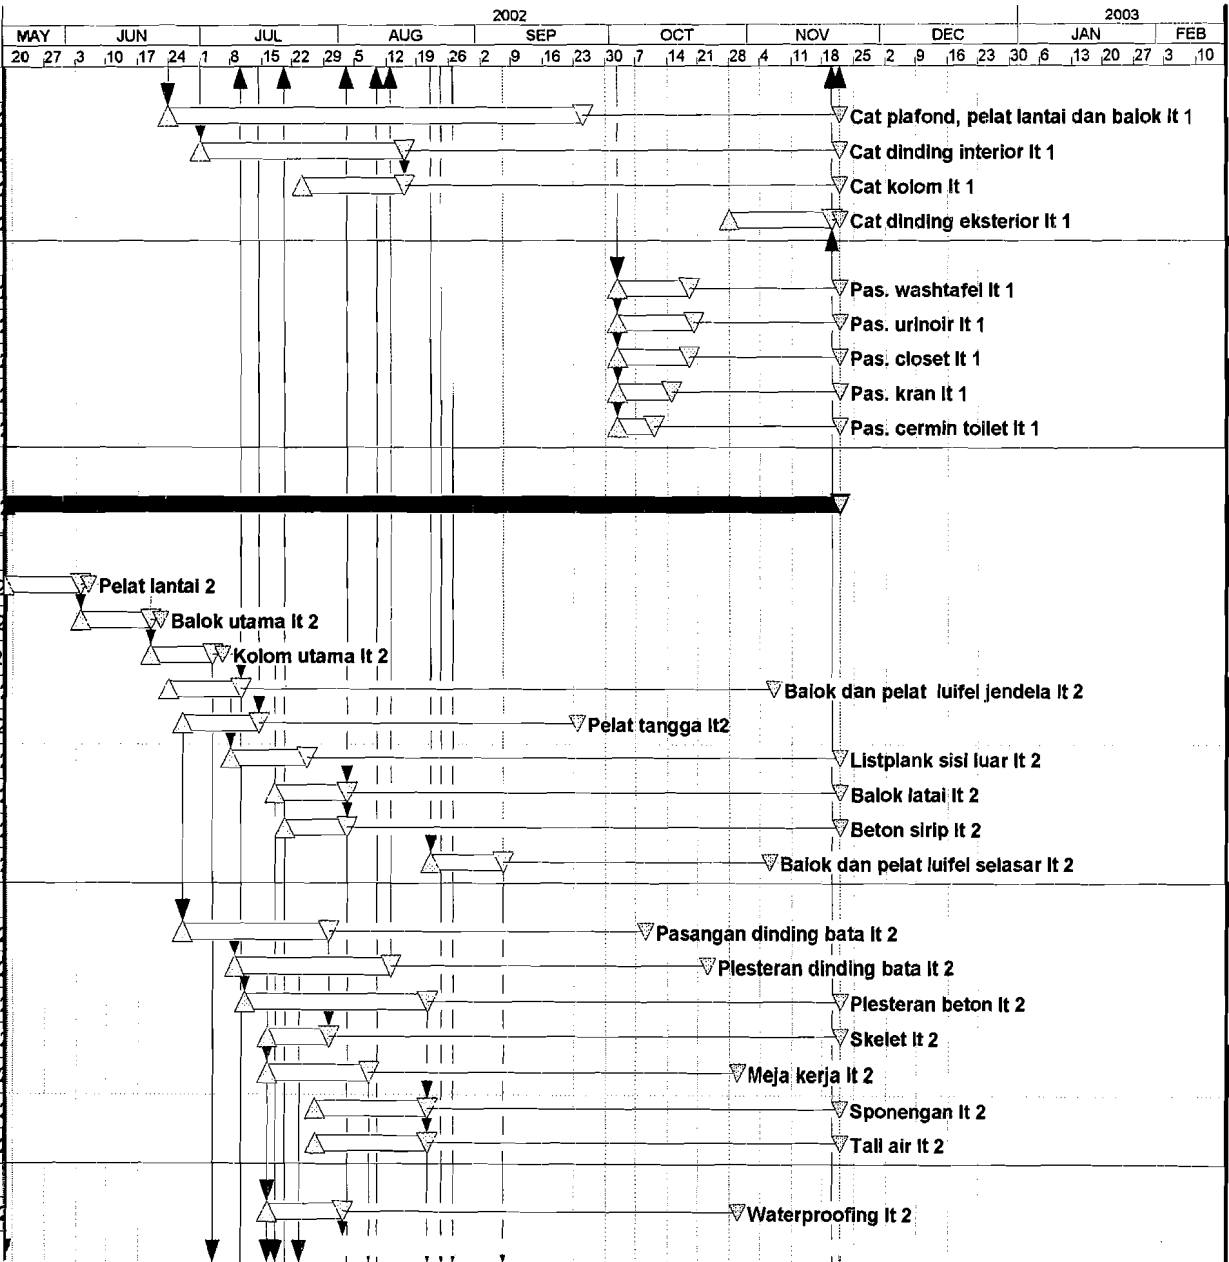 2002 2003
MAY JUN JUL AUG SEP OCT NOV DEC JAN FEB
20 27 3 10 17 24 1 8 15 22 29 5 12 19 26 2 9 16 23 30 7 14 21 28 4 11 18 25 2 9 16 23 30 6 13 20 27 3 10
Cat plafond, pelat lantai dan balok lt 1
Cat dinding interior lt 1
Cat kolom lt 1
Cat dinding eksterior lt 1
Pas. washtafel lt 1
Pas. urinoir lt 1
Pas. closet lt 1
Pas. kran lt 1
Pas. cermin toilet lt 1
Pelat lantai 2
Balok utama lt 2
Kolom utama lt 2
Balok dan pelat luifel jendela lt 2
Pelat tangga lt2
Listplank sisi luar lt 2
Balok latai lt 2
Beton sirip lt 2
Balok dan pelat luifel selasar lt 2
Pasangan dinding bata lt 2
Plesteran dinding bata lt 2
Plesteran beton lt 2
Skelet lt 2
Meja kerja lt 2
Sponengan lt 2
Tali air lt 2
Waterproofing lt 2